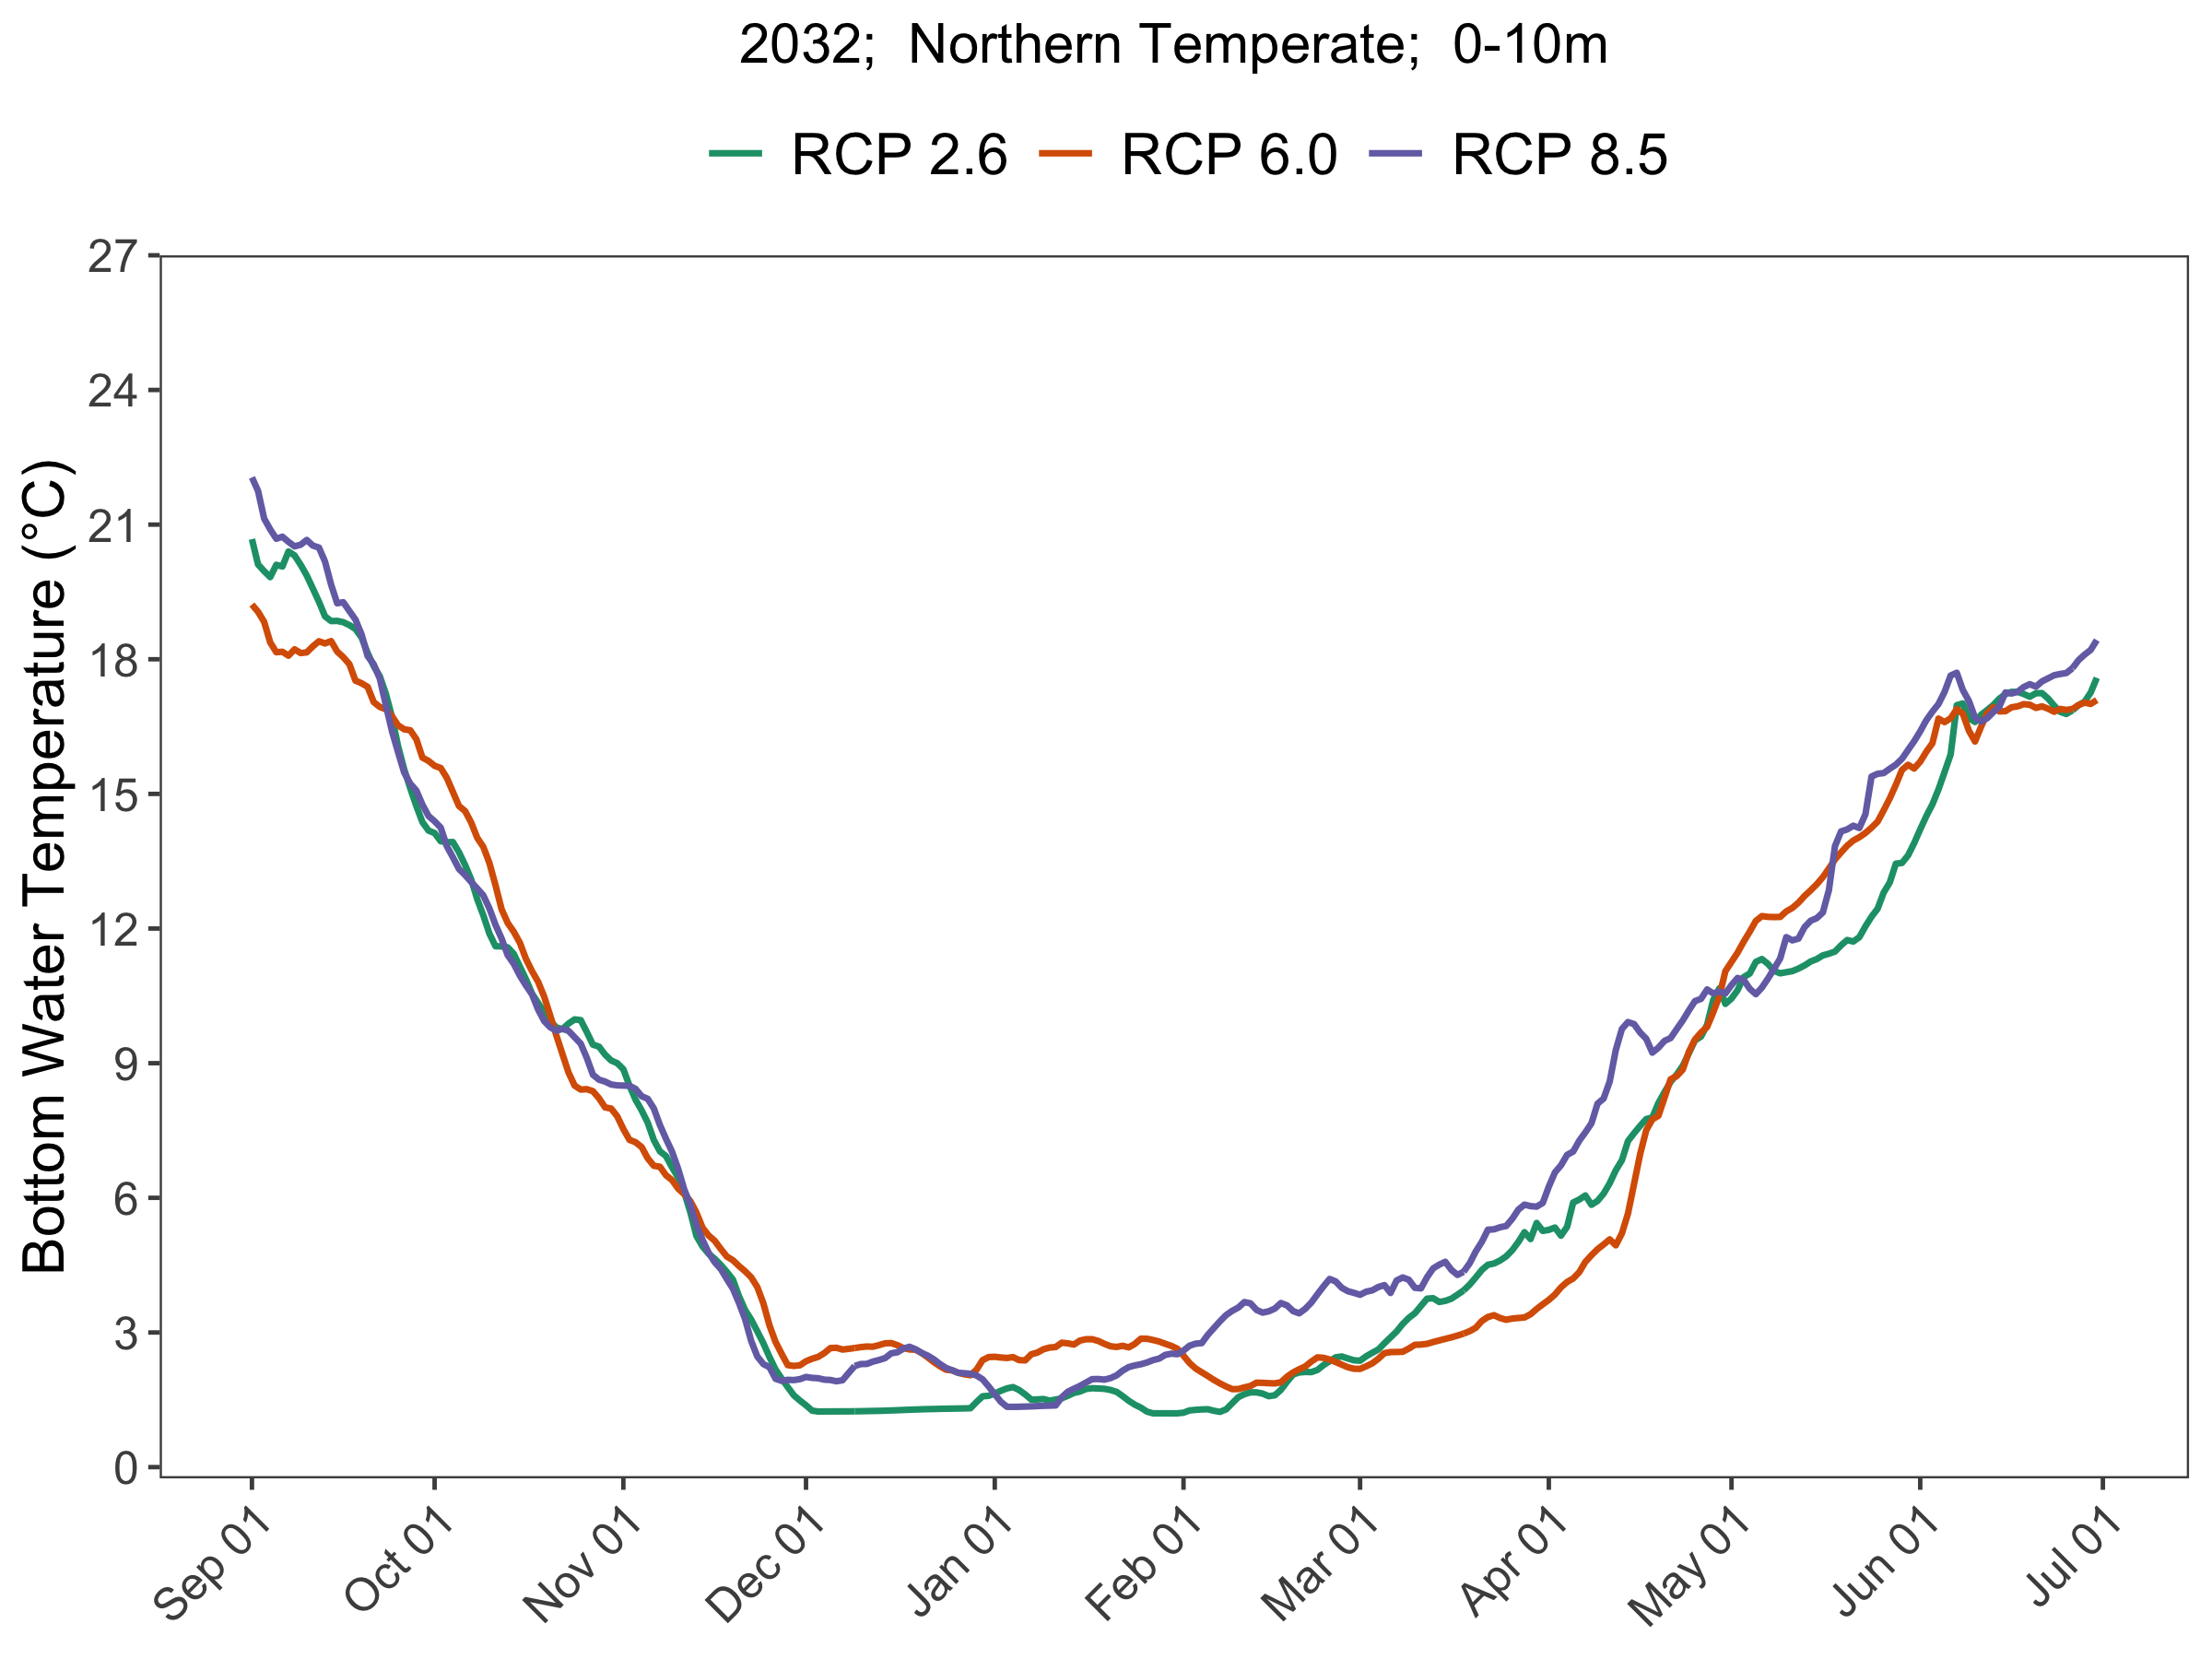 2032;  Northern Temperate;  0-10m
RCP 2.6 RCP 6.0 RCP 8.5
Bottom Water Temperature (°C)
27
24
21
18
15
12
9
6
3
0
Sep 01 Oct 01 Nov 01 Dec 01 Jan 01 Feb 01 Mar 01 Apr 01 May 01 Jun 01 Jul 01